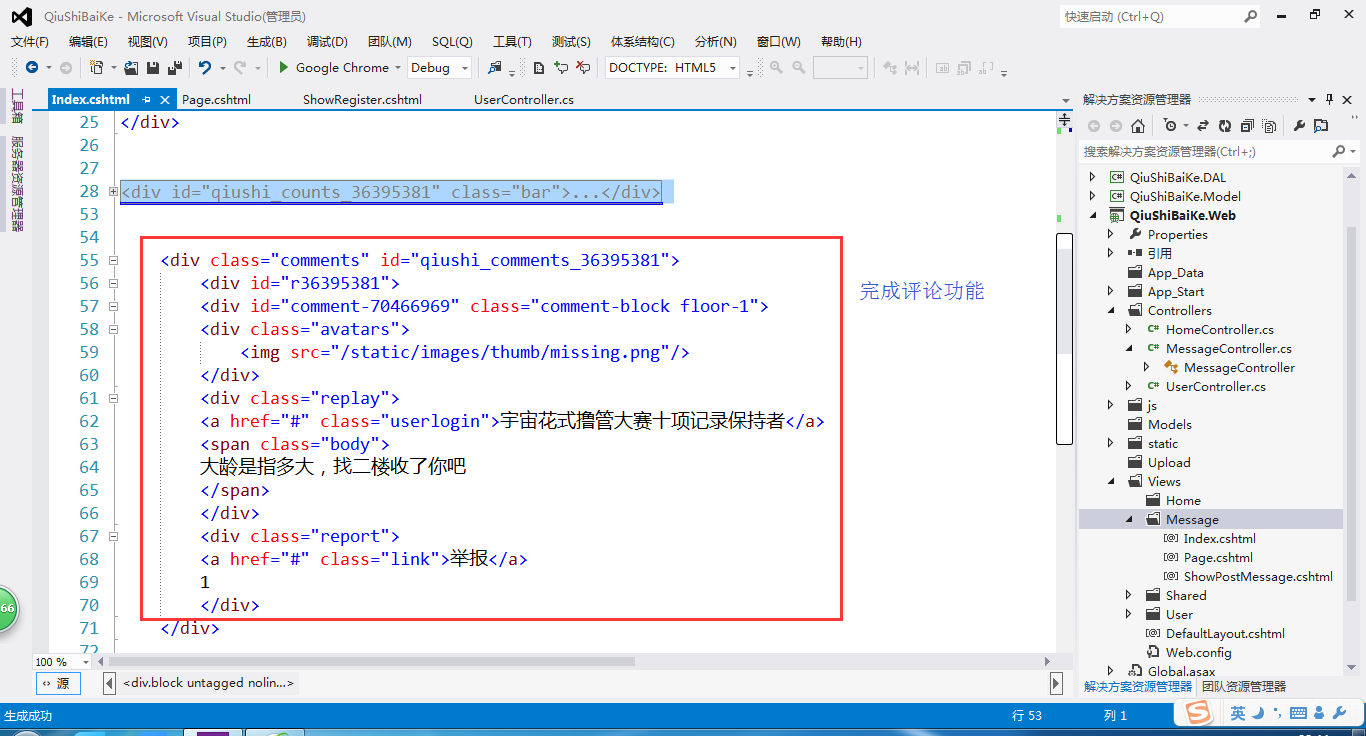 QiuShiBaiKe - Microsoft Visual Studio(管理员)
快速启动 (Ctrl+Q)
文件(F) 编辑(E) 视图(V) 项目(P) 生成(B) 调试(D) 团队(M) SQL(Q) 工具(T) 测试(S) 体系结构(C) 分析(N) 窗口(W) 帮助(H)
Google Chrome Debug DOCTYPE: HTML5
工具箱
服务器资源管理器
Index.cshtml Page.cshtml ShowRegister.cshtml UserController.cs
25 </div>
26
27
28 <div id="qiushi_counts_36395381" class="bar">...</div>
53
54
55 <div class="comments" id="qiushi_comments_36395381">
56 <div id="r36395381">
57 <div id="comment-70466969" class="comment-block floor-1">
58 <div class="avatars">
59 <img src="/static/images/thumb/missing.png"/>
60 </div>
61 <div class="replay">
62 <a href="#" class="userlogin">宇宙花式撸管大赛十项记录保持者</a>
63 <span class="body">
64 大龄是指多大，找二楼收了你吧
65 </span>
66 </div>
67 <div class="report">
68 <a href="#" class="link">举报</a>
69 1
70 </div>
71 </div>
72
完成评论功能
66
100 %
源 <div.block untagged nolin...>
解决方案资源管理器
搜索解决方案资源管理器(Ctrl+;)
QiuShiBaiKe.DAL
QiuShiBaiKe.Model
QiuShiBaiKe.Web
Properties
引用
App_Data
App_Start
Controllers
HomeController.cs
MessageController.cs
MessageController
UserController.cs
js
Models
static
Upload
Views
Home
Message
Index.cshtml
Page.cshtml
ShowPostMessage.cshtml
Shared
User
DefaultLayout.cshtml
Web.config
Global.asax
解决方案资源管理器 团队资源管理器
生成成功 行 53 列 1
英